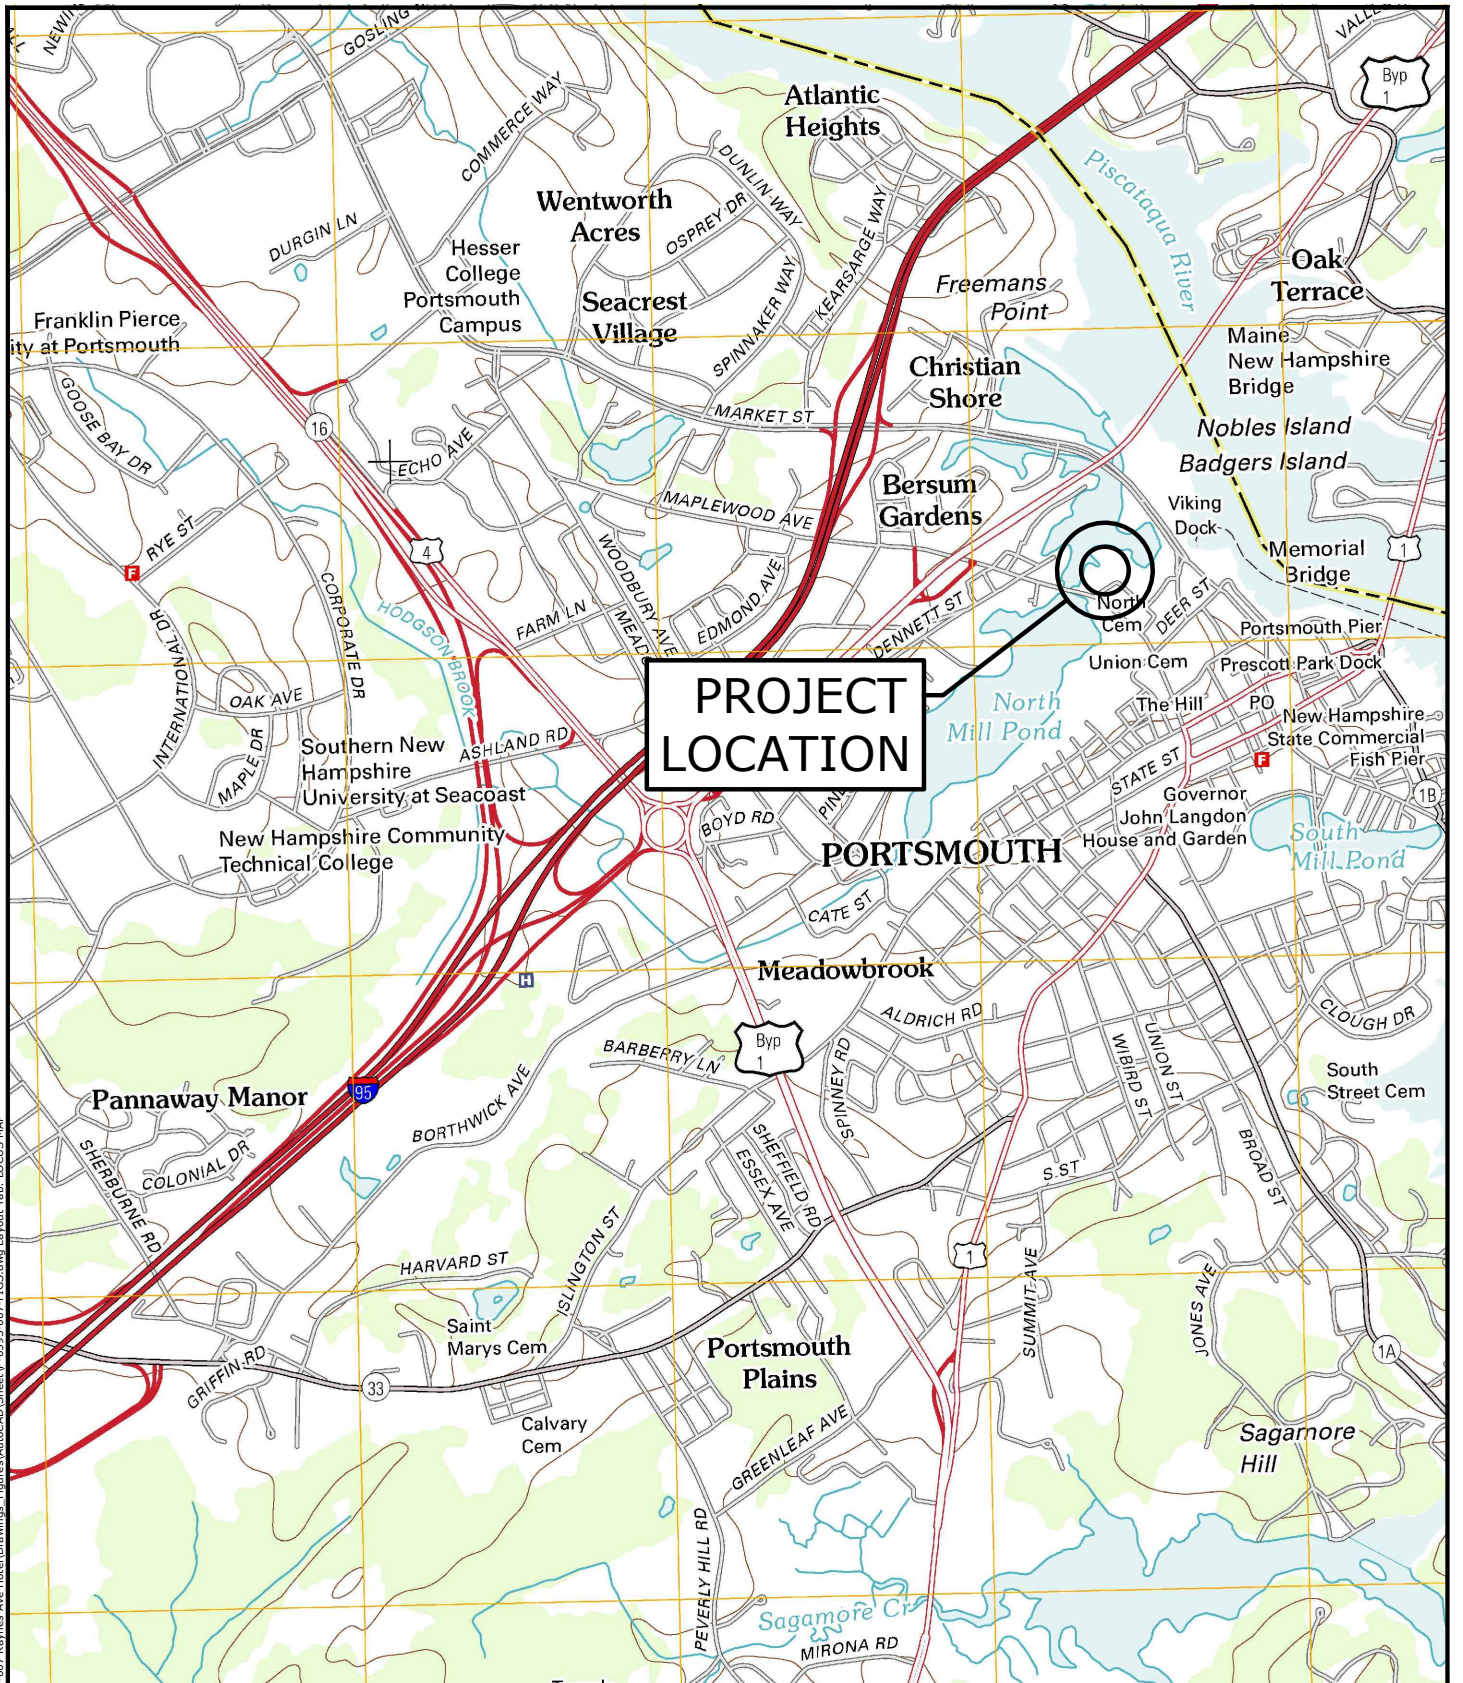 GOSLING
VALLEY
Byp
1
COMMERCE WAY
Atlantic
Heights
Piscataqua River
DUNLIN WAY
Wentworth
Acres
OSPREY DR
KEARSARGE WAY
DURGIN LN
Hesser
College
Portsmouth
Campus
Oak
Terrace
Freemans
Point
SPINNAKER WAY
Seacrest
Village
Franklin Pierce
ity at Portsmouth
Maine
New Hampshire
Bridge
Christian
Shore
GOOSE BAY DR
MARKET ST
16
Nobles Island
ECHO AVE
Badgers Island
Bersum
Gardens
MAPLEWOOD AVE
Viking
Dock
RYE ST
4
WOODBURY AVE
Memorial
Bridge
1
F
CORPORATE DR
HODGSON BROOK
FARM LN
EDMOND AVE
DENNETT ST
North
Cem
DEER ST
INTERNATIONAL DR
Portsmouth Pier
Union Cem
Prescott Park Dock
PROJECT
LOCATION
OAK AVE
North
Mill Pond
The Hill
PO
New Hampshire
State Commercial
Fish Pier
MAPLE DR
ASHLAND RD
Southern New
Hampshire
University at Seacoast
STATE ST
F
Governor
John Langdon
House and Garden
1B
BOYD RD
New Hampshire Community
Technical College
PORTSMOUTH
South
Mill Pond
CATE ST
Meadowbrook
H
ALDRICH RD
CLOUGH DR
Byp
1
BARBERRY LN
SPINNEY RD
WIBIRD ST
UNION ST
South
Street Cem
Pannaway Manor
95
BORTHWICK AVE
SHERBURNE RD
COLONIAL DR
SHEFFIELD RD
ESSEX AVE
S ST
BROAD ST
ISLINGTON ST
HARVARD ST
1
SUMMIT AVE
JONES AVE
Saint
Marys Cem
Portsmouth
Plains
1A
GRIFFIN RD
33
Calvary
Cem
GREENLEAF AVE
Sagamore
Hill
PEVERLY HILL RD
Sagamore Cr
MIRONA RD